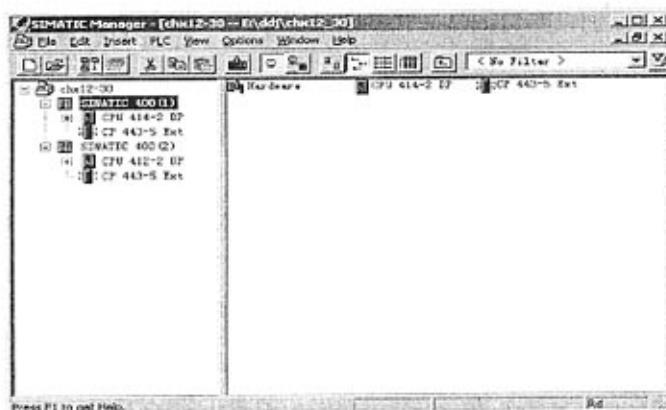 SIMATIC Manager - [chx12-30 -- E:\ddj\chx12_30]
File Edit Insert PLC View Options Window Help
< No Filter >
chx12-30
SIMATIC 400(1)
CPU 414-2 DP
CP 443-5 Ext
SIMATIC 400(2)
CPU 412-2 DP
CP 443-5 Ext
Hardware CPU 414-2 DP CP 443-5 Ext
Press F1 to get Help.